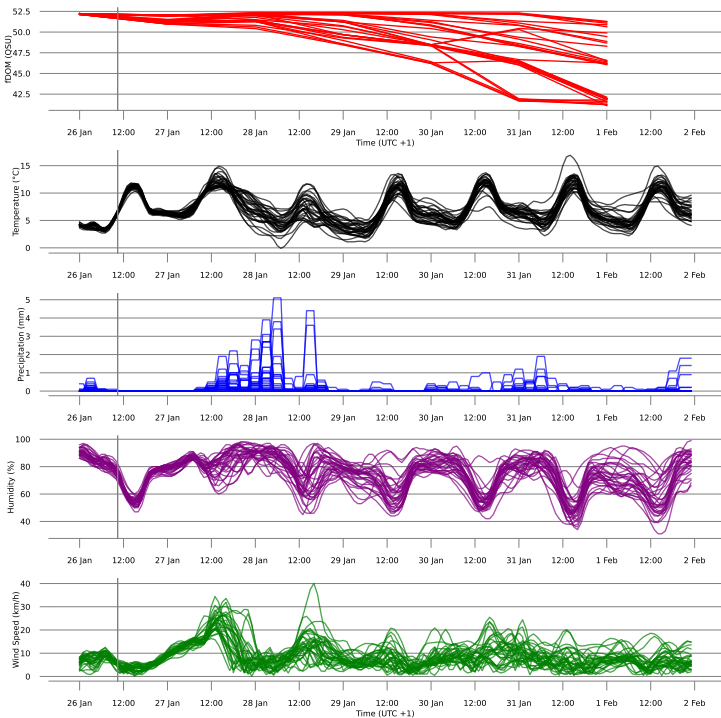 52.5
50.0
47.5
45.0
42.5
fDOM (QSU)
26 Jan 12:00 27 Jan 12:00 28 Jan 12:00 29 Jan 12:00 30 Jan 12:00 31 Jan 12:00 1 Feb 12:00 2 Feb
Time (UTC +1)
15
10
5
0
Temperature (°C)
26 Jan 12:00 27 Jan 12:00 28 Jan 12:00 29 Jan 12:00 30 Jan 12:00 31 Jan 12:00 1 Feb 12:00 2 Feb
5
4
3
2
1
0
Precipitation (mm)
26 Jan 12:00 27 Jan 12:00 28 Jan 12:00 29 Jan 12:00 30 Jan 12:00 31 Jan 12:00 1 Feb 12:00 2 Feb
100
80
60
40
Humidity (%)
26 Jan 12:00 27 Jan 12:00 28 Jan 12:00 29 Jan 12:00 30 Jan 12:00 31 Jan 12:00 1 Feb 12:00 2 Feb
40
30
20
10
0
Wind Speed (km/h)
26 Jan 12:00 27 Jan 12:00 28 Jan 12:00 29 Jan 12:00 30 Jan 12:00 31 Jan 12:00 1 Feb 12:00 2 Feb
Time (UTC +1)